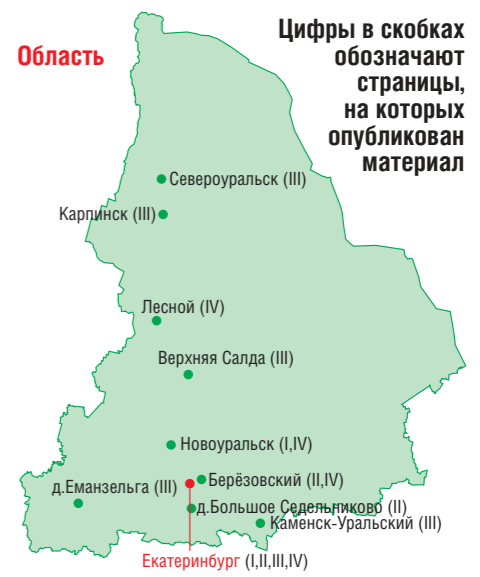 Область
Цифры в скобках
обозначают
страницы,
на которых
опубликован
материал
Североуральск (III)
Карпинск (III)
Лесной (IV)
Верхняя Салда (III)
Новоуральск (I,IV)
Берёзовский (II,IV)
д.Еманзельга (III)
д.Большое Седельниково (II)
Каменск-Уральский (III)
Екатеринбург (I,II,III,IV)